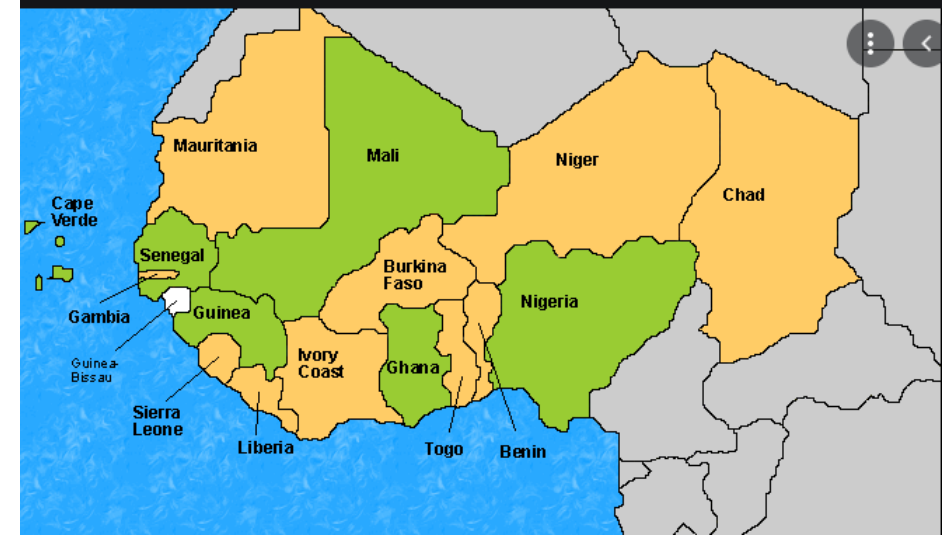 Mauritania
Mali
Niger
Chad
Cape
Verde
Senegal
Burkina
Faso
Nigeria
Gambia
Guinea
Guinea-
Bissau
Ivory
Coast
Ghana
Sierra
Leone
Liberia
Togo
Benin